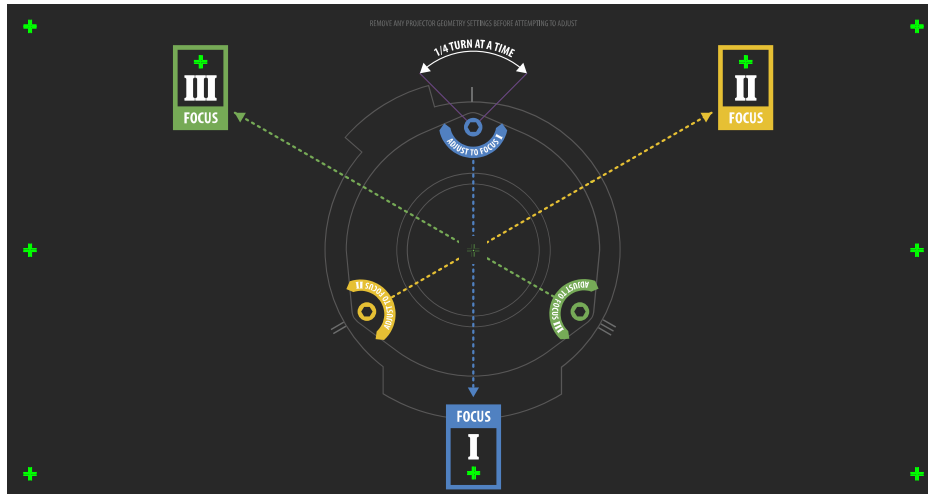 REMOVE ANY PROJECTOR GEOMETRY SETTINGS BEFORE ATTEMPTING TO ADJUST
1/4 TURN AT A TIME
III
FOCUS
II
FOCUS
ADJUST TO FOCUS I
ADJUST TO FOCUS II
ADJUST TO FOCUS III
FOCUS
I